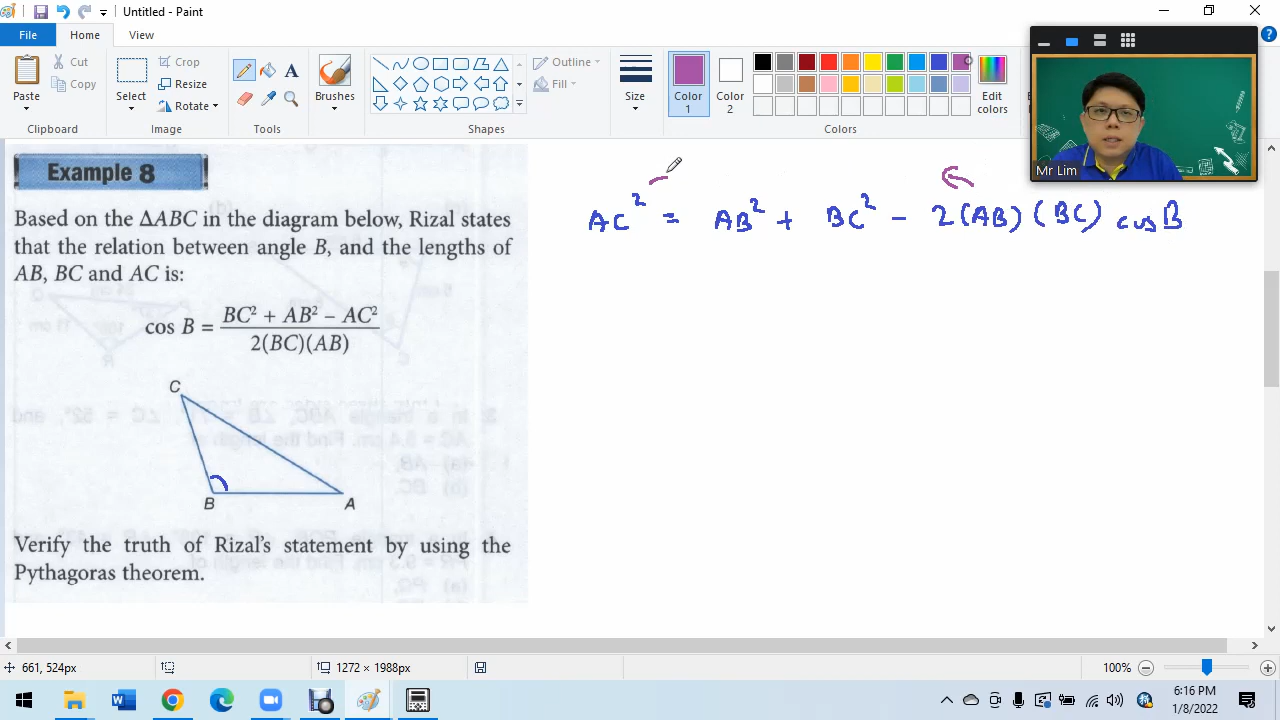 Untitled - Paint
File
Home
View
Paste
Cut
Copy
Clipboard
Select
Crop
Resize
Rotate
Image
A
Tools
Brushes
Shapes
Outline
Fill
Size
Color 1
Color 2
Colors
Edit colors
Mr Lim
Example 8
Based on the ΔABC in the diagram below, Rizal states
that the relation between angle B, and the lengths of
AB, BC and AC is:
cos B = BC² + AB² – AC² / 2(BC)(AB)
C
B
A
Verify the truth of Rizal's statement by using the
Pythagoras theorem.
AC² = AB² + BC² – 2(AB)(BC) cos B
661, 524px
1272 × 1988px
100%
6:16 PM
1/8/2022